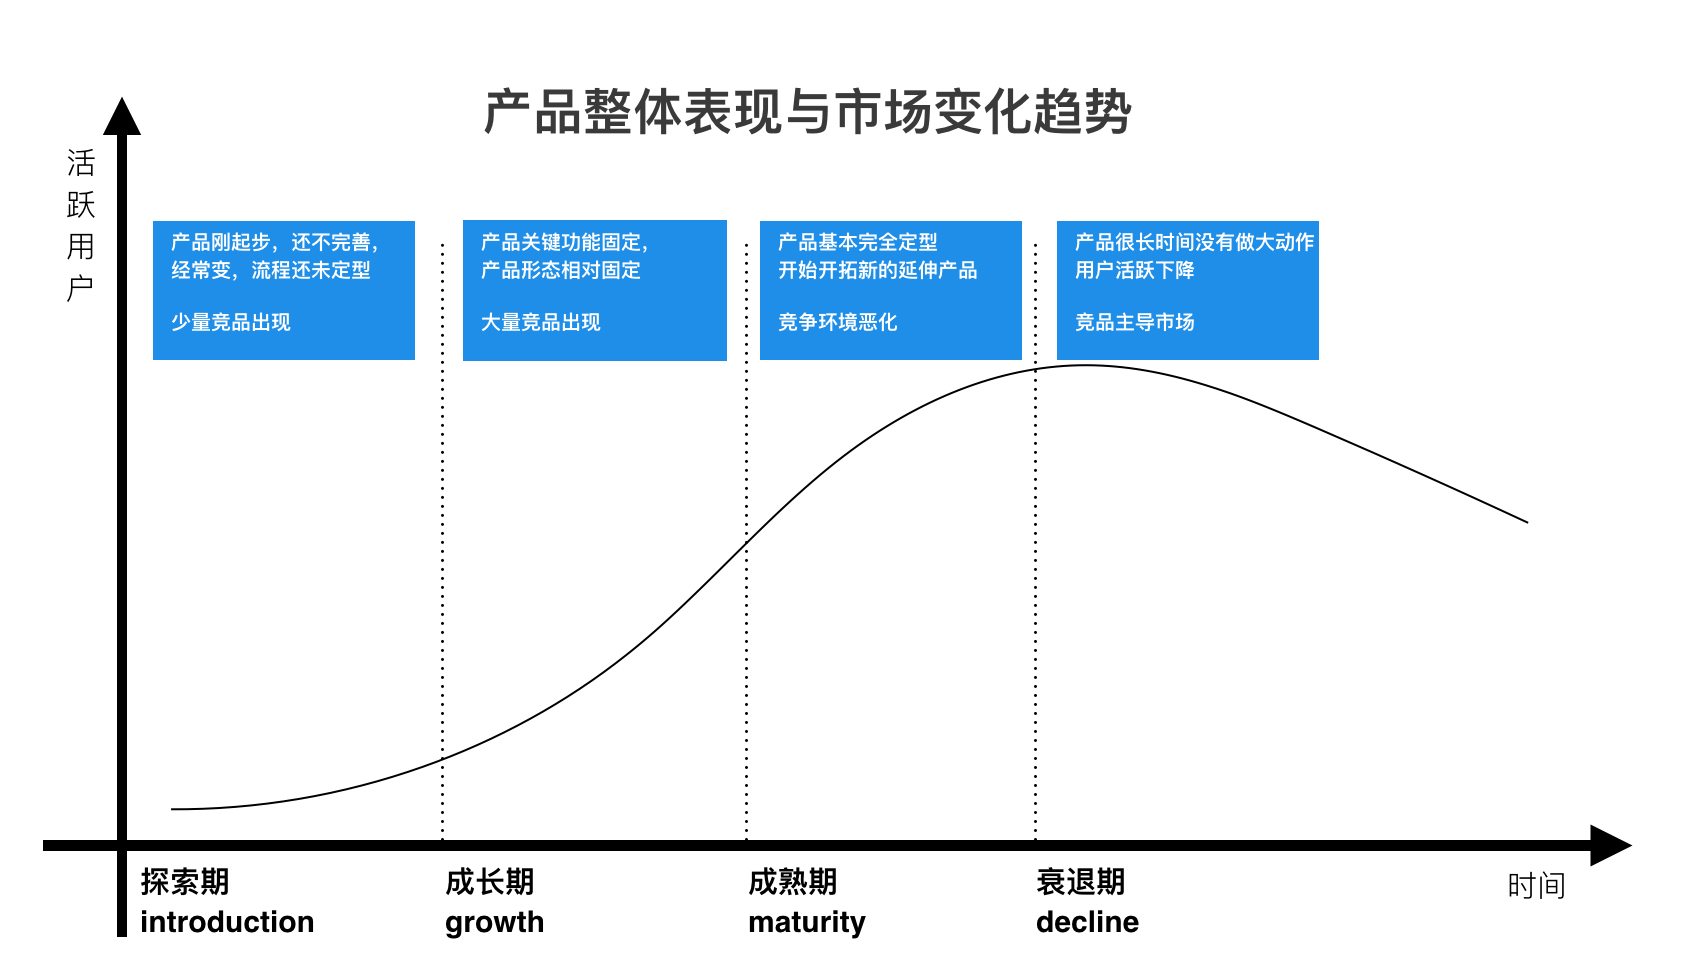 产品整体表现与市场变化趋势
活
跃
用
户
产品刚起步，还不完善，
经常变，流程还未定型
少量竞品出现
产品关键功能固定，
产品形态相对固定
大量竞品出现
产品基本完全定型
开始开拓新的延伸产品
竞争环境恶化
产品很长时间没有做大动作
用户活跃下降
竞品主导市场
探索期
introduction
成长期
growth
成熟期
maturity
衰退期
decline
时间